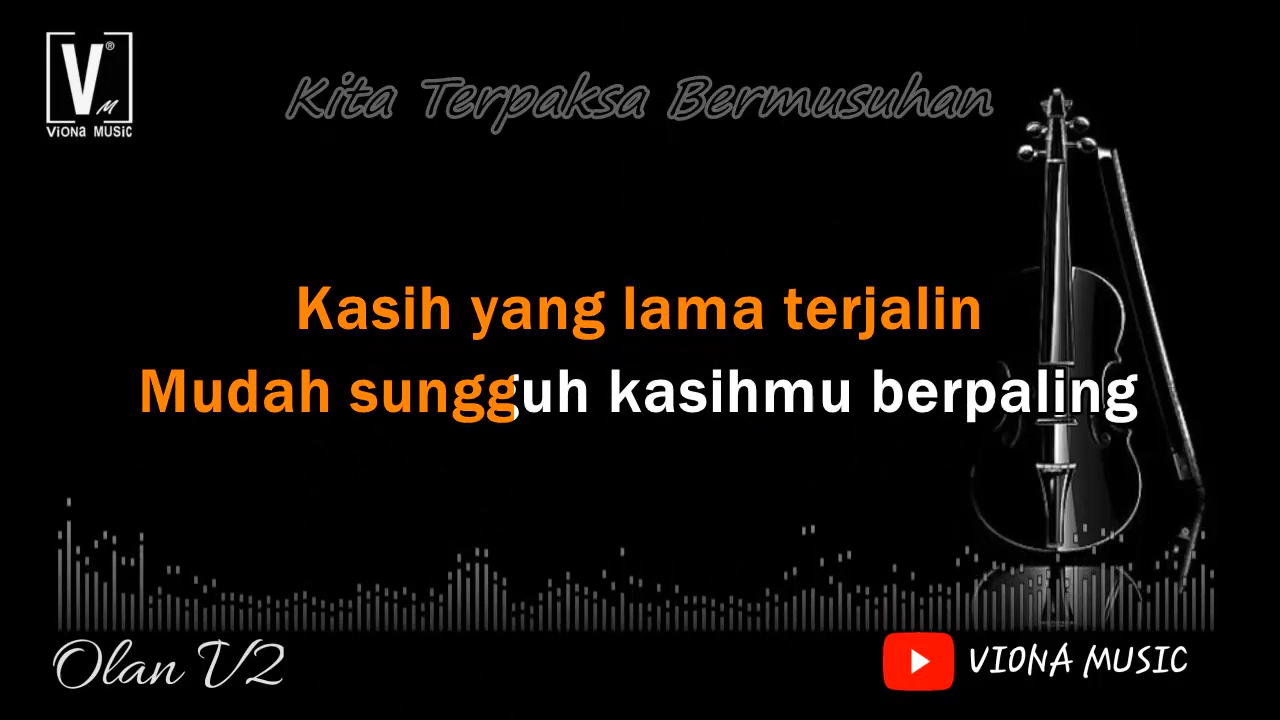 V®
M
ViONa MUSiC
Kita Terpaksa Bermusuhan
Kasih yang lama terjalin
Mudah sungguh kasihmu berpaling
Olan V2
VIONA MUSIC